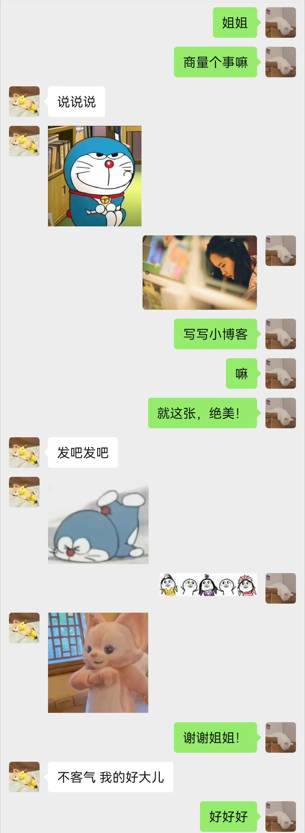 姐姐
商量个事嘛
说说说
写写小博客
嘛
就这张，绝美！
发吧发吧
谢谢姐姐！
不客气 我的好大儿
好好好